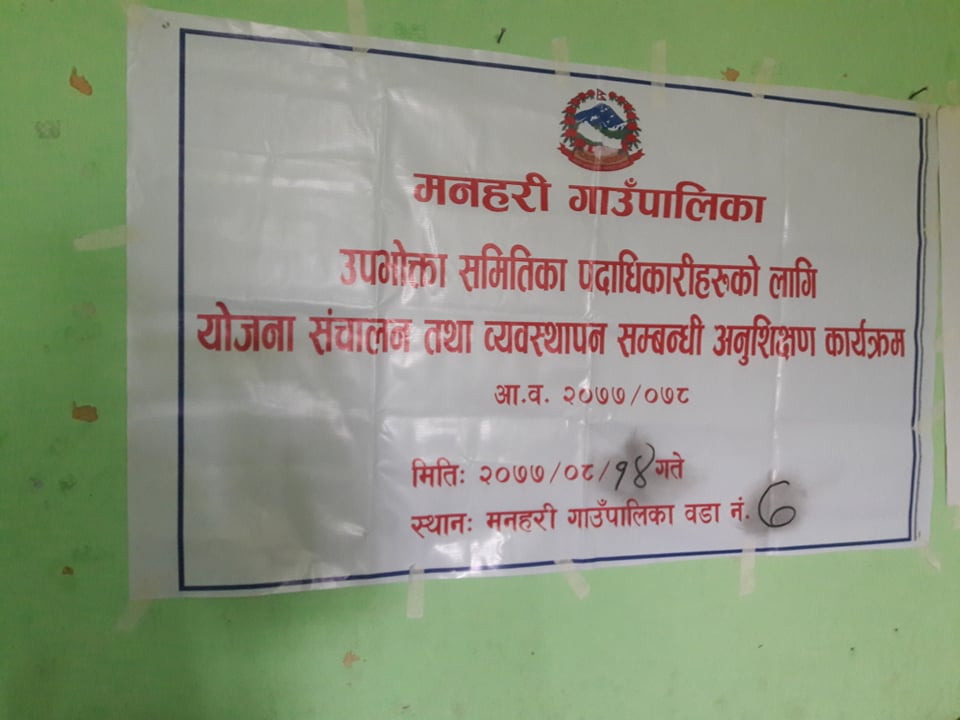 मनहरी गाउँपालिका
उपभोक्ता समितिका पदाधिकारीहरुको लागि
योजना संचालन तथा व्यवस्थापन सम्बन्धी अनुशिक्षण कार्यक्रम
आ.व. २०७७/०७८
मितिः २०७७/०८/१४ गते
स्थानः मनहरी गाउँपालिका वडा नं. ७